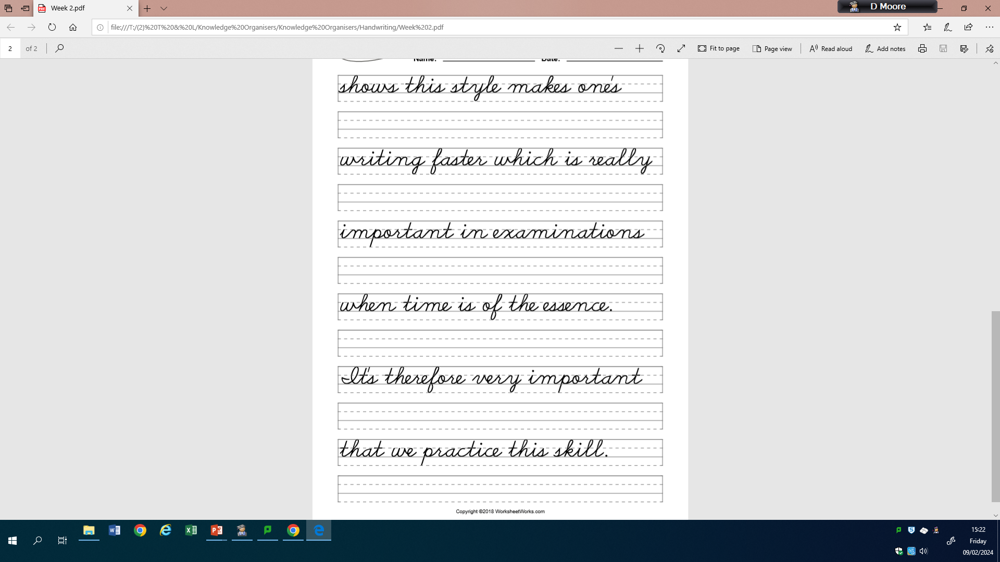 Week 2.pdf
D Moore
file:///T:/(2)%20T%20&%20L/Knowledge%20Organisers/Knowledge%20Organisers/Handwriting/Week%202.pdf
2 of 2 Fit to page Page view Read aloud Add notes
Name: Date:
shows this style makes one's
writing faster which is really
important in examinations
when time is of the essence.
It's therefore very important
that we practice this skill.
Copyright ©2018 WorksheetWorks.com
15:22
Friday
09/02/2024